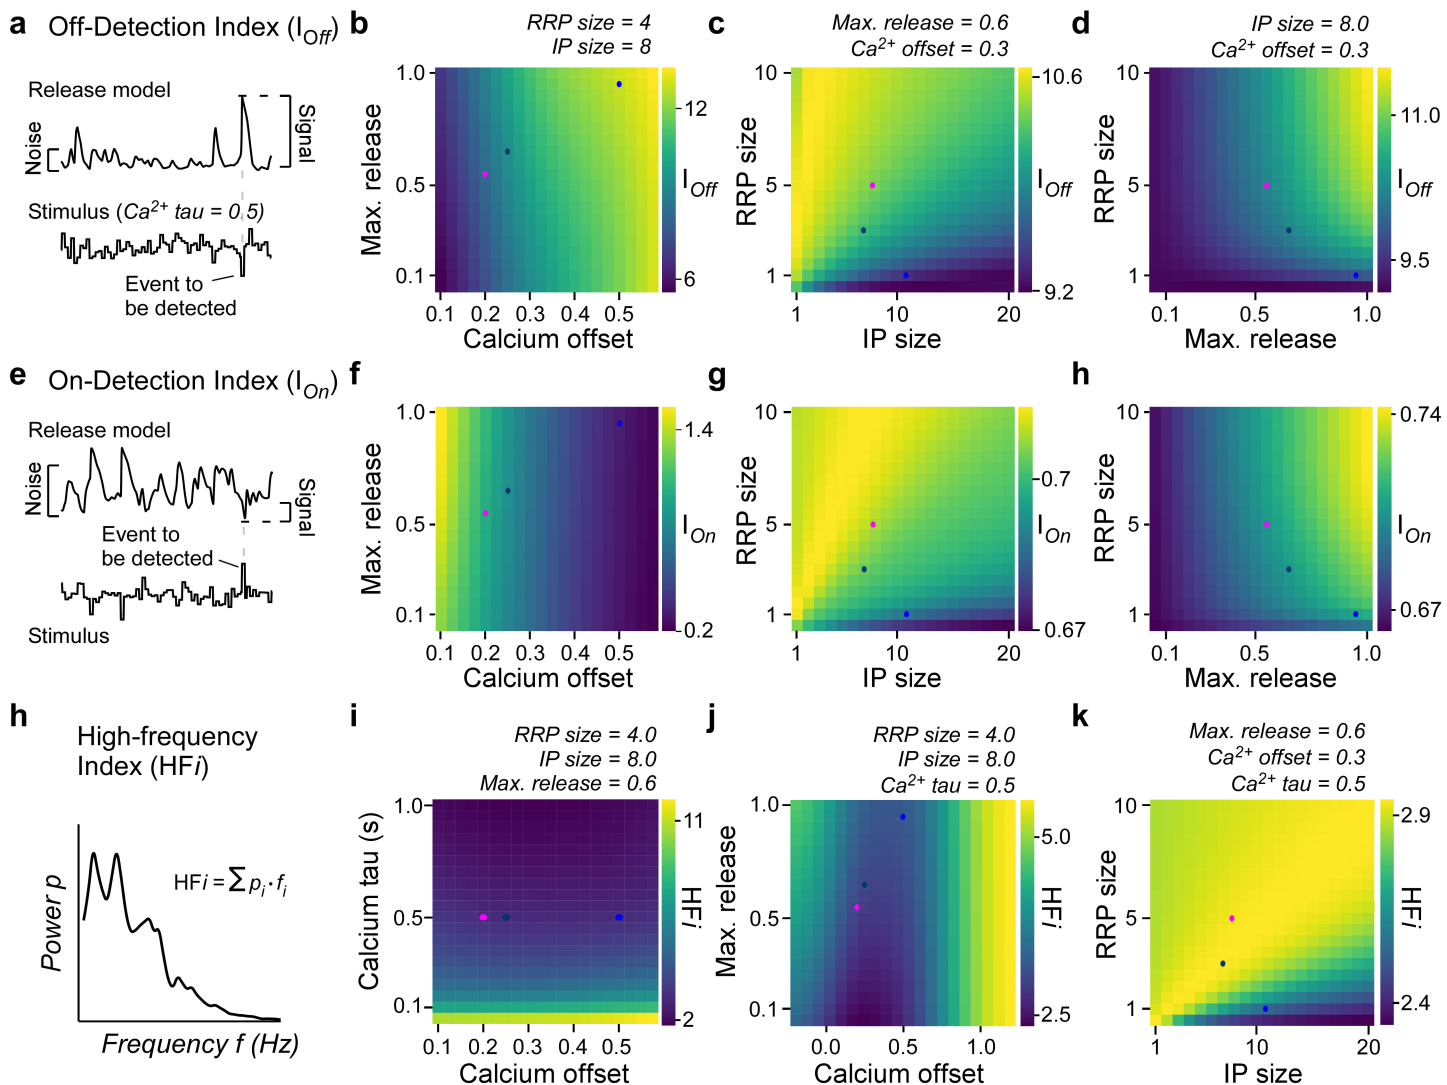 a Off-Detection Index (IOff)
Release model
Noise
Signal
Stimulus (Ca2+ tau = 0.5)
Event to
be detected
b
RRP size = 4
IP size = 8
Max. release
1.0
0.5
0.1
0.1 0.2 0.3 0.4 0.5
Calcium offset
12
6
IOff
c
Max. release = 0.6
Ca2+ offset = 0.3
RRP size
10
5
1
1 10 20
IP size
10.6
9.2
IOff
d
IP size = 8.0
Ca2+ offset = 0.3
RRP size
10
5
1
0.1 0.5 1.0
Max. release
11.0
9.5
IOff
e On-Detection Index (IOn)
Release model
Noise
Signal
Event to
be detected
Stimulus
f
Max. release
1.0
0.5
0.1
0.1 0.2 0.3 0.4 0.5
Calcium offset
1.4
0.2
IOn
g
RRP size
10
5
1
1 10 20
IP size
0.7
0.67
IOn
h
RRP size
10
5
1
0.1 0.5 1.0
Max. release
0.74
0.67
IOn
h
High-frequency
Index (HFi)
Power p
HFi = Σ pi · fi
Frequency f (Hz)
i
RRP size = 4.0
IP size = 8.0
Max. release = 0.6
Calcium tau (s)
1.0
0.5
0.1
0.1 0.2 0.3 0.4 0.5
Calcium offset
11
2
HFi
j
RRP size = 4.0
IP size = 8.0
Ca2+ tau = 0.5
Max. release
1.0
0.5
0.1
0.0 0.5 1.0
Calcium offset
5.0
2.5
HFi
k
Max. release = 0.6
Ca2+ offset = 0.3
Ca2+ tau = 0.5
RRP size
10
5
1
1 10 20
IP size
2.9
2.4
HFi